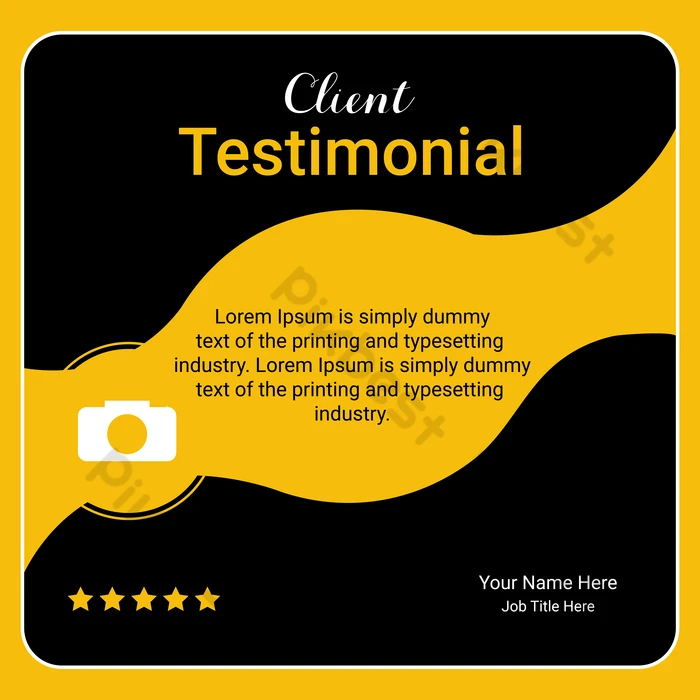 Client
Testimonial
Lorem Ipsum is simply dummy
text of the printing and typesetting
industry. Lorem Ipsum is simply dummy
text of the printing and typesetting
industry.
Your Name Here
Job Title Here
pikbest